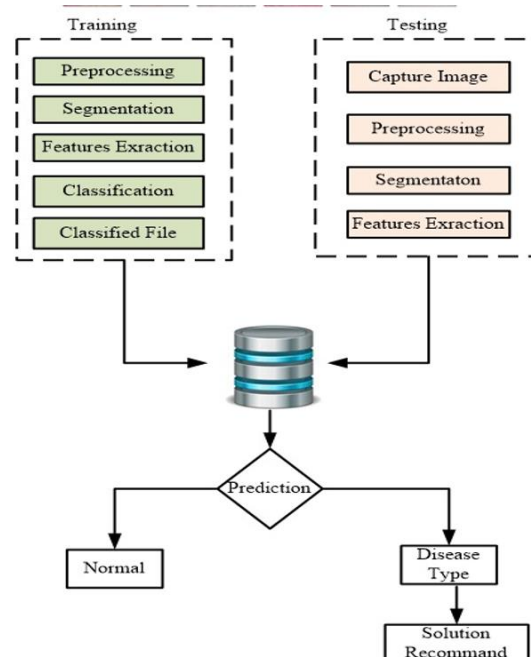 Training
Preprocessing
Segmentation
Features Exraction
Classification
Classified File
Testing
Capture Image
Preprocessing
Segmentaton
Features Exraction
Prediction
Normal
Disease
Type
Solution
Recommand